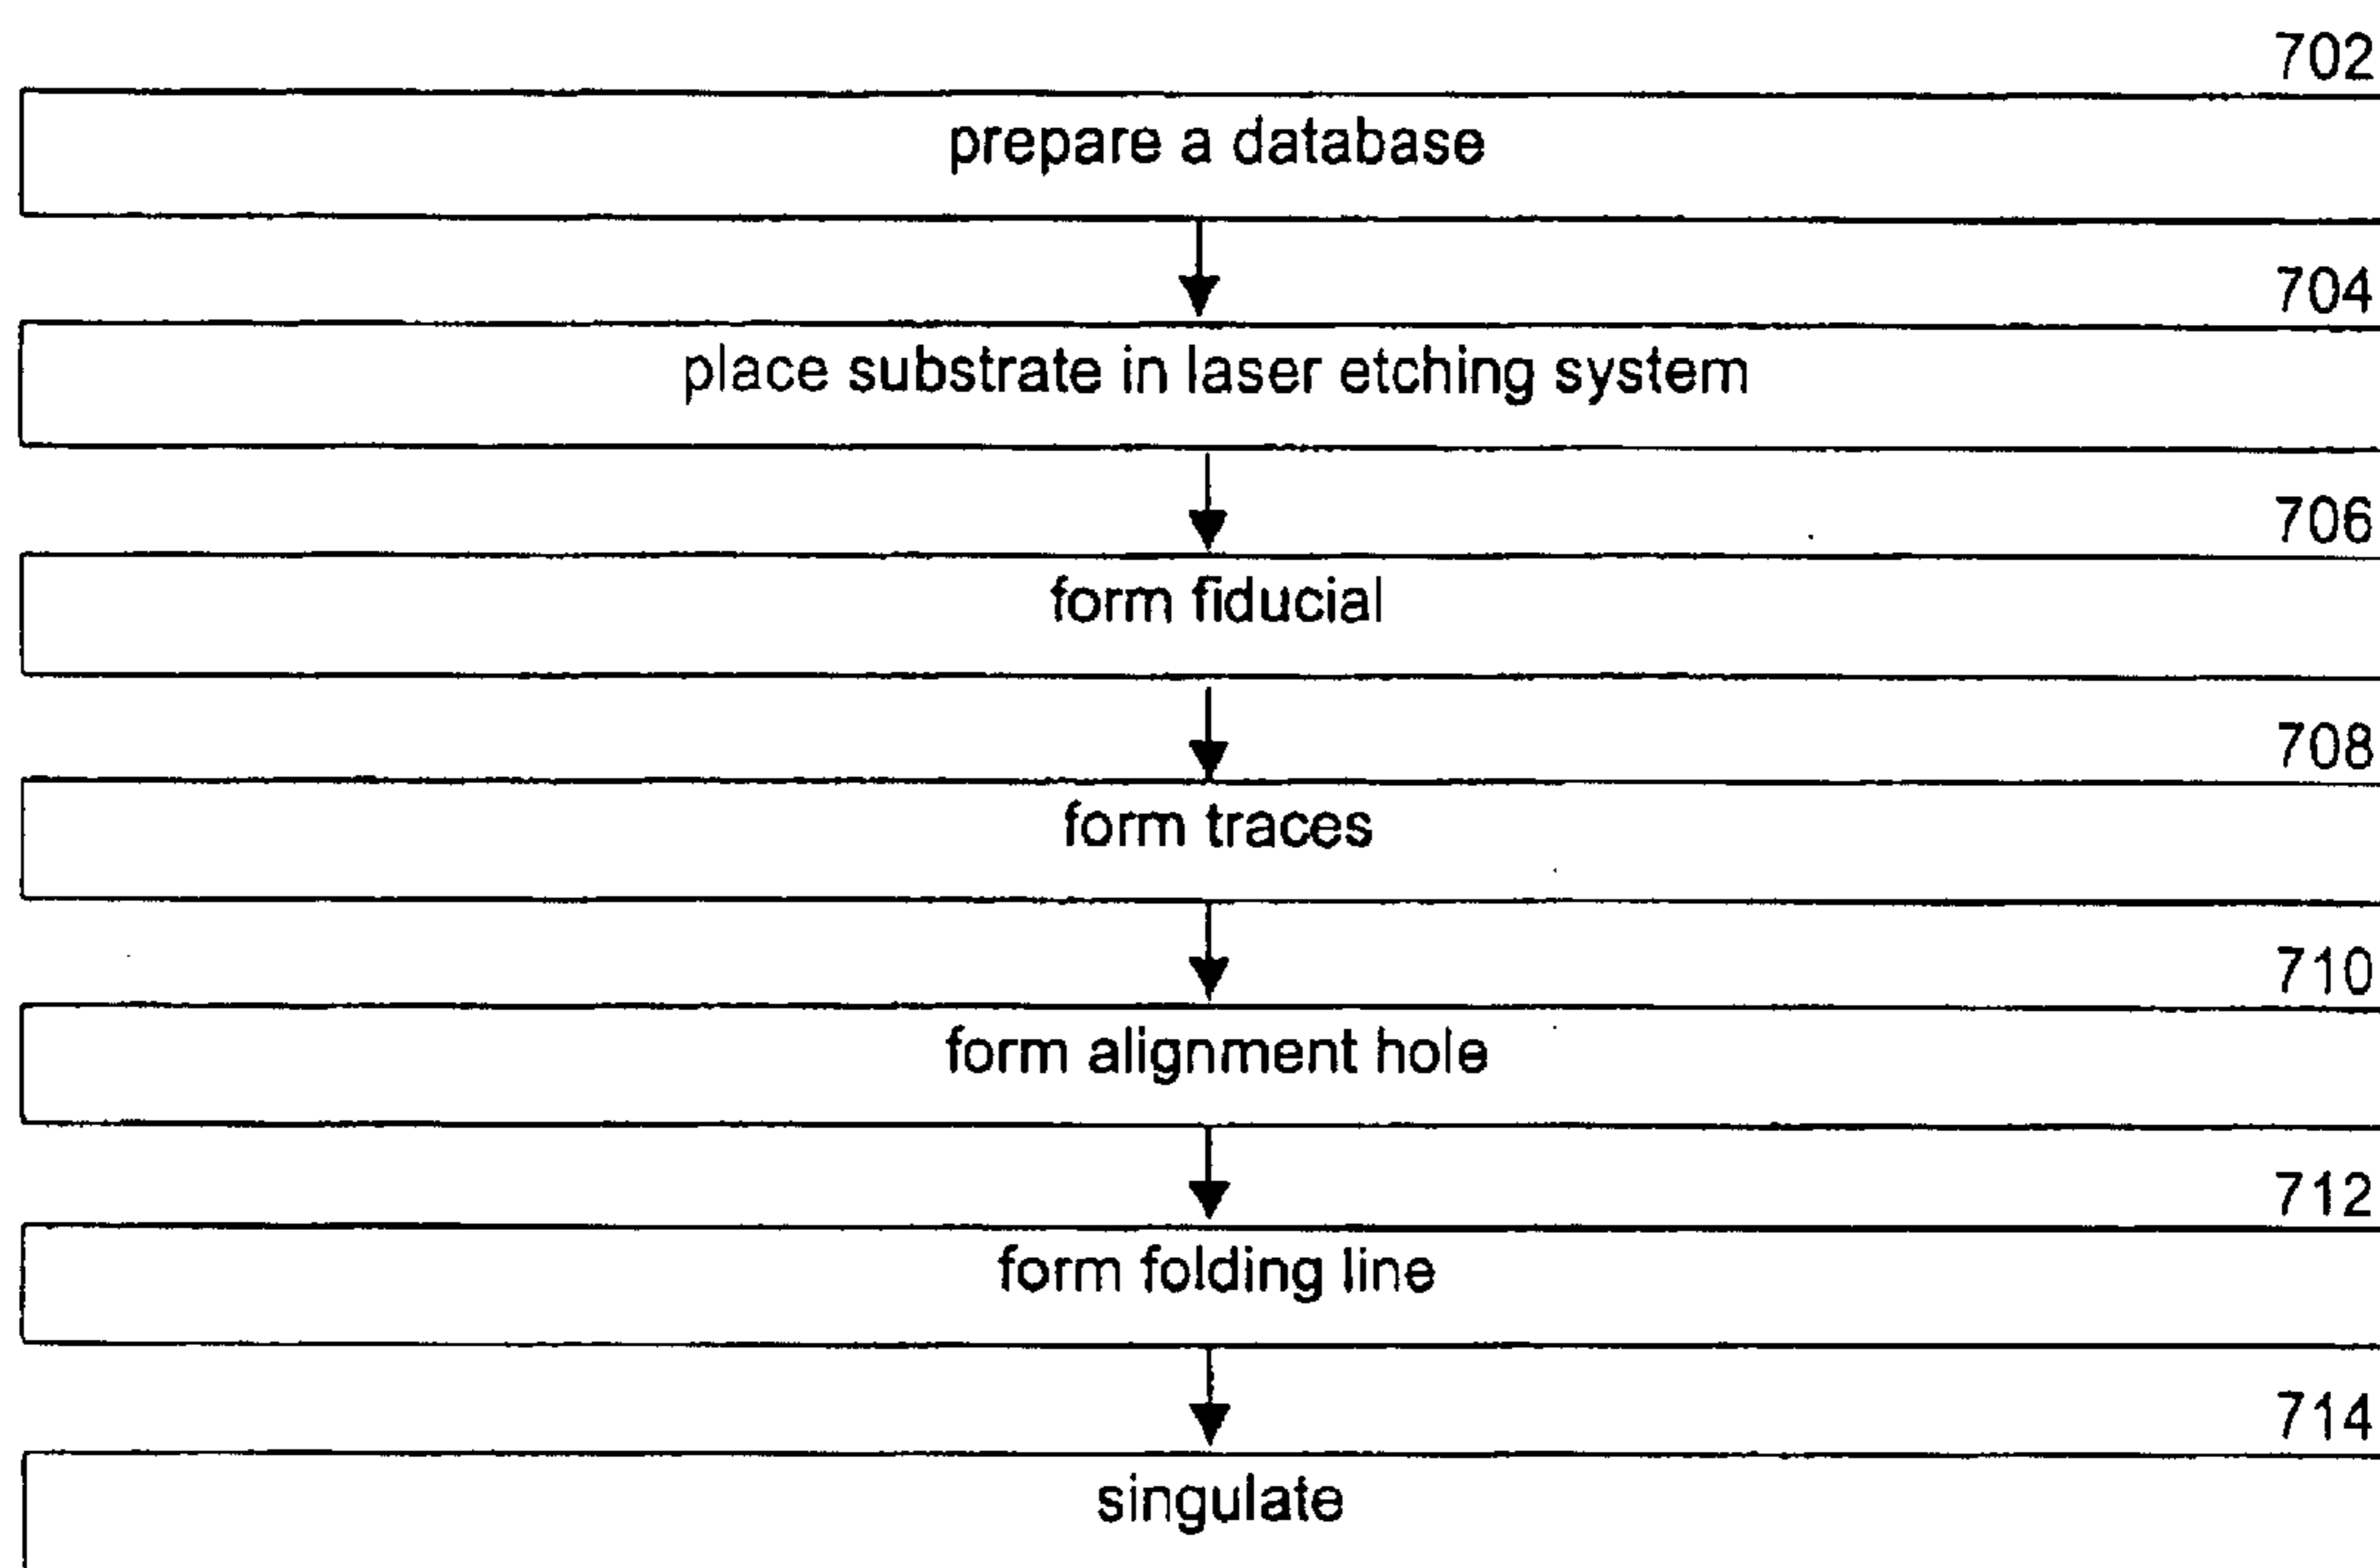 702
prepare a database
704
place substrate in laser etching system
706
form fiducial
708
form traces
710
form alignment hole
712
form folding line
714
singulate